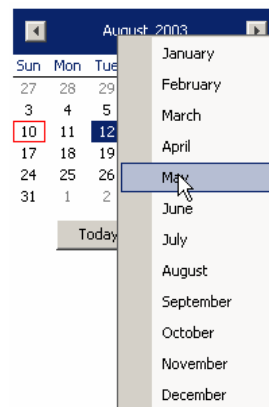 August 2003
Sun Mon Tue
27 28 29
3 4 5
10 11 12
17 18 19
24 25 26
31 1 2
Today
January
February
March
April
May
June
July
August
September
October
November
December